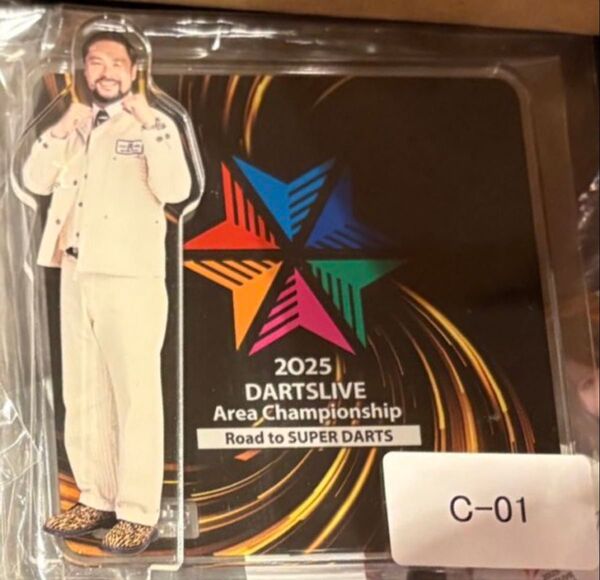 2025
DARTSLIVE
Area Championship
Road to SUPER DARTS
C-01